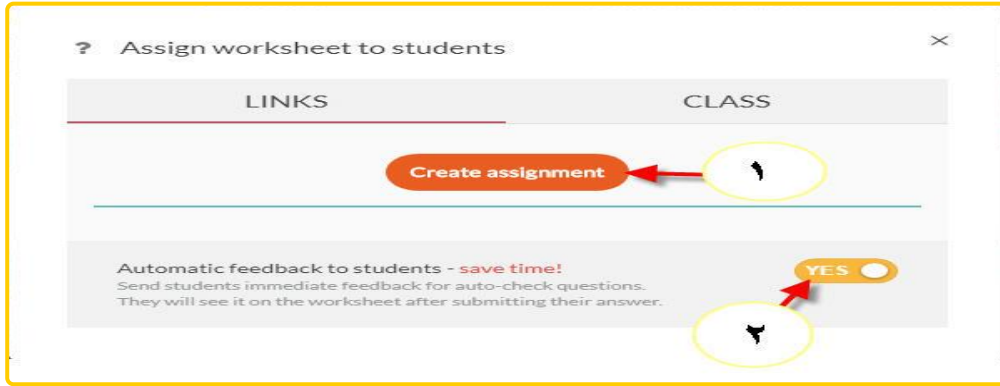 ? Assign worksheet to students ×
LINKS CLASS
Create assignment ١
Automatic feedback to students - save time! YES
Send students immediate feedback for auto-check questions.
They will see it on the worksheet after submitting their answer.
٢